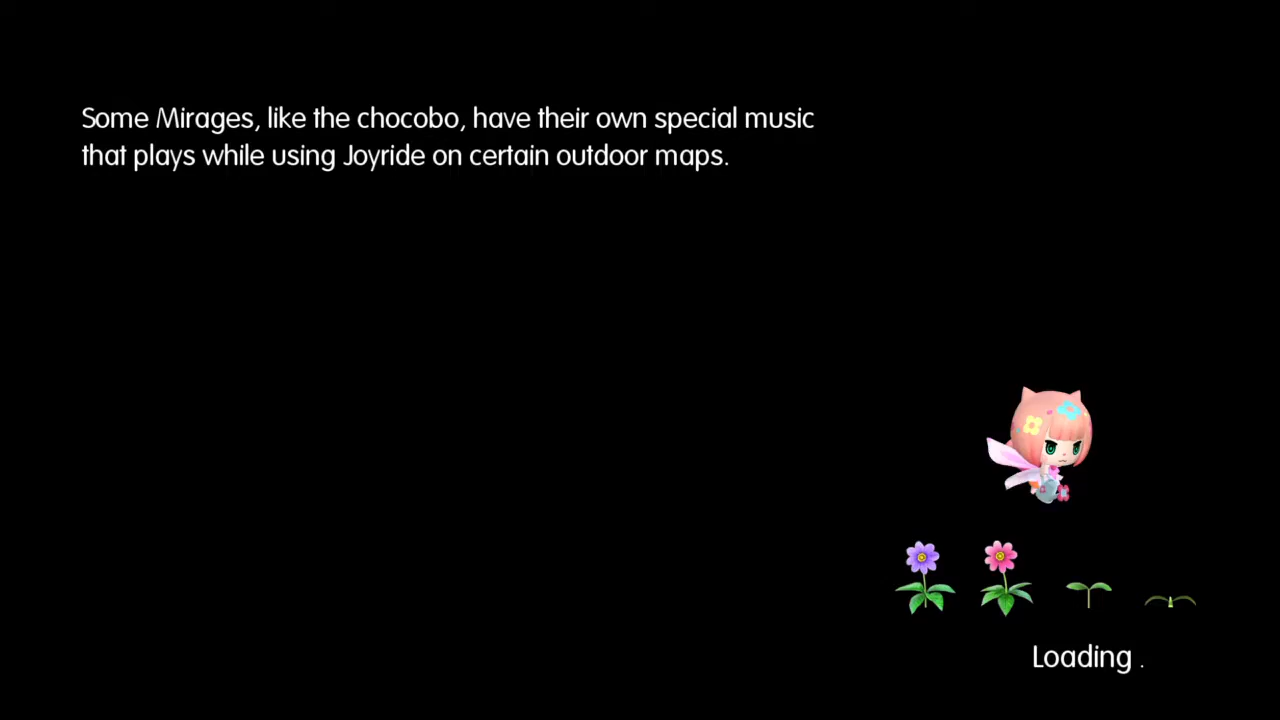 Some Mirages, like the chocobo, have their own special music
that plays while using Joyride on certain outdoor maps.
Loading .